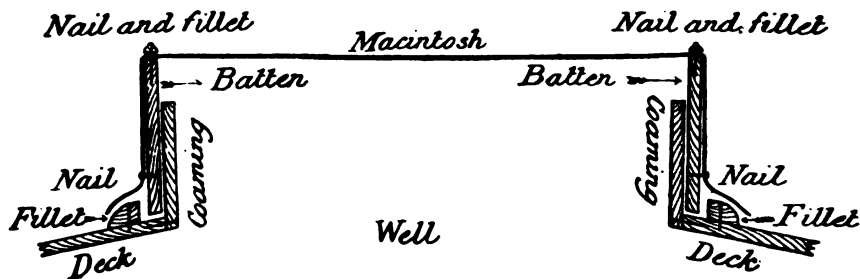 Nail and fillet
Nail and fillet
Macintosh
Batten
Batten
Coaming
Coaming
Nail
Nail
Fillet
Fillet
Well
Deck
Deck